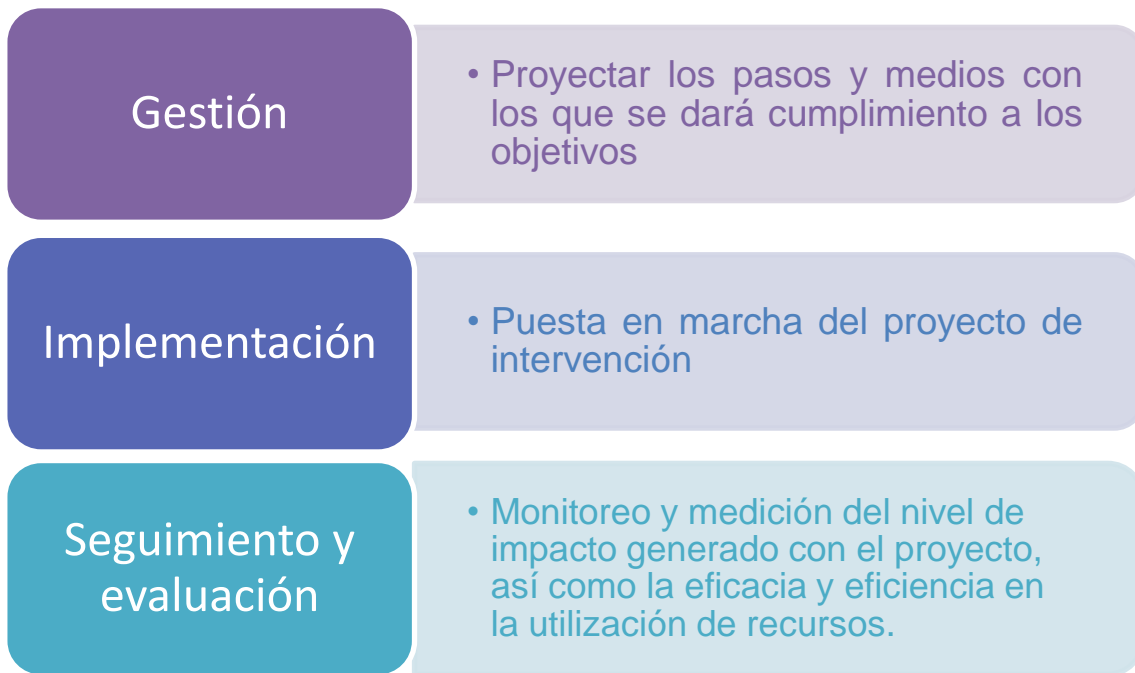 Gestión
• Proyectar los pasos y medios con
los que se dará cumplimiento a los
objetivos
Implementación
• Puesta en marcha del proyecto de
intervención
Seguimiento y
evaluación
• Monitoreo y medición del nivel de
impacto generado con el proyecto,
así como la eficacia y eficiencia en
la utilización de recursos.